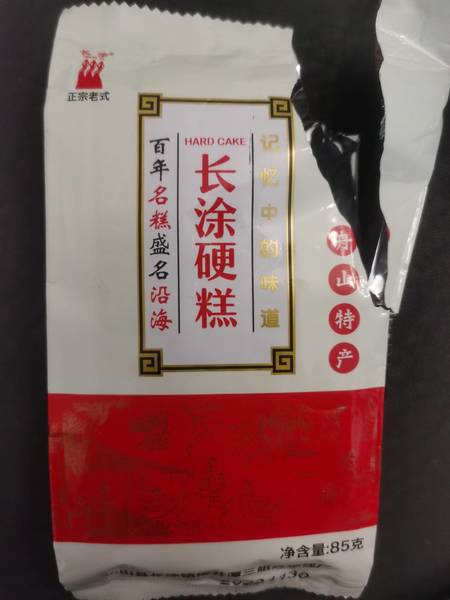 正宗老式
HARD CAKE
长涂硬糕
记忆中的味道
百年名糕盛名沿海
舟山特产
净含量:85克